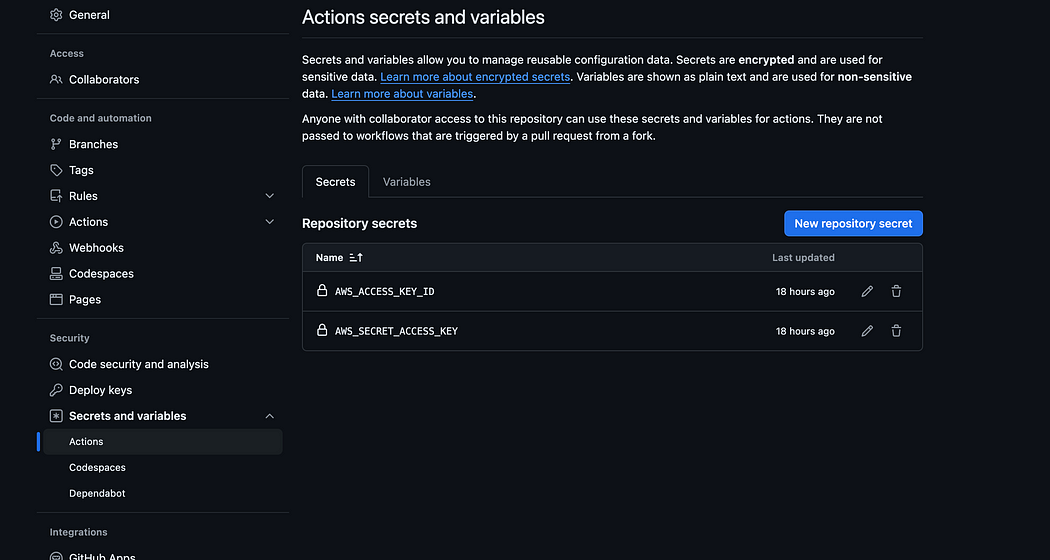 General
Access
Collaborators
Code and automation
Branches
Tags
Rules
Actions
Webhooks
Codespaces
Pages
Security
Code security and analysis
Deploy keys
Secrets and variables
Actions
Codespaces
Dependabot
Integrations
GitHub Apps
Actions secrets and variables
Secrets and variables allow you to manage reusable configuration data. Secrets are encrypted and are used for
sensitive data. Learn more about encrypted secrets. Variables are shown as plain text and are used for non-sensitive
data. Learn more about variables.
Anyone with collaborator access to this repository can use these secrets and variables for actions. They are not
passed to workflows that are triggered by a pull request from a fork.
Secrets Variables
Repository secrets New repository secret
Name Last updated
AWS_ACCESS_KEY_ID 18 hours ago
AWS_SECRET_ACCESS_KEY 18 hours ago